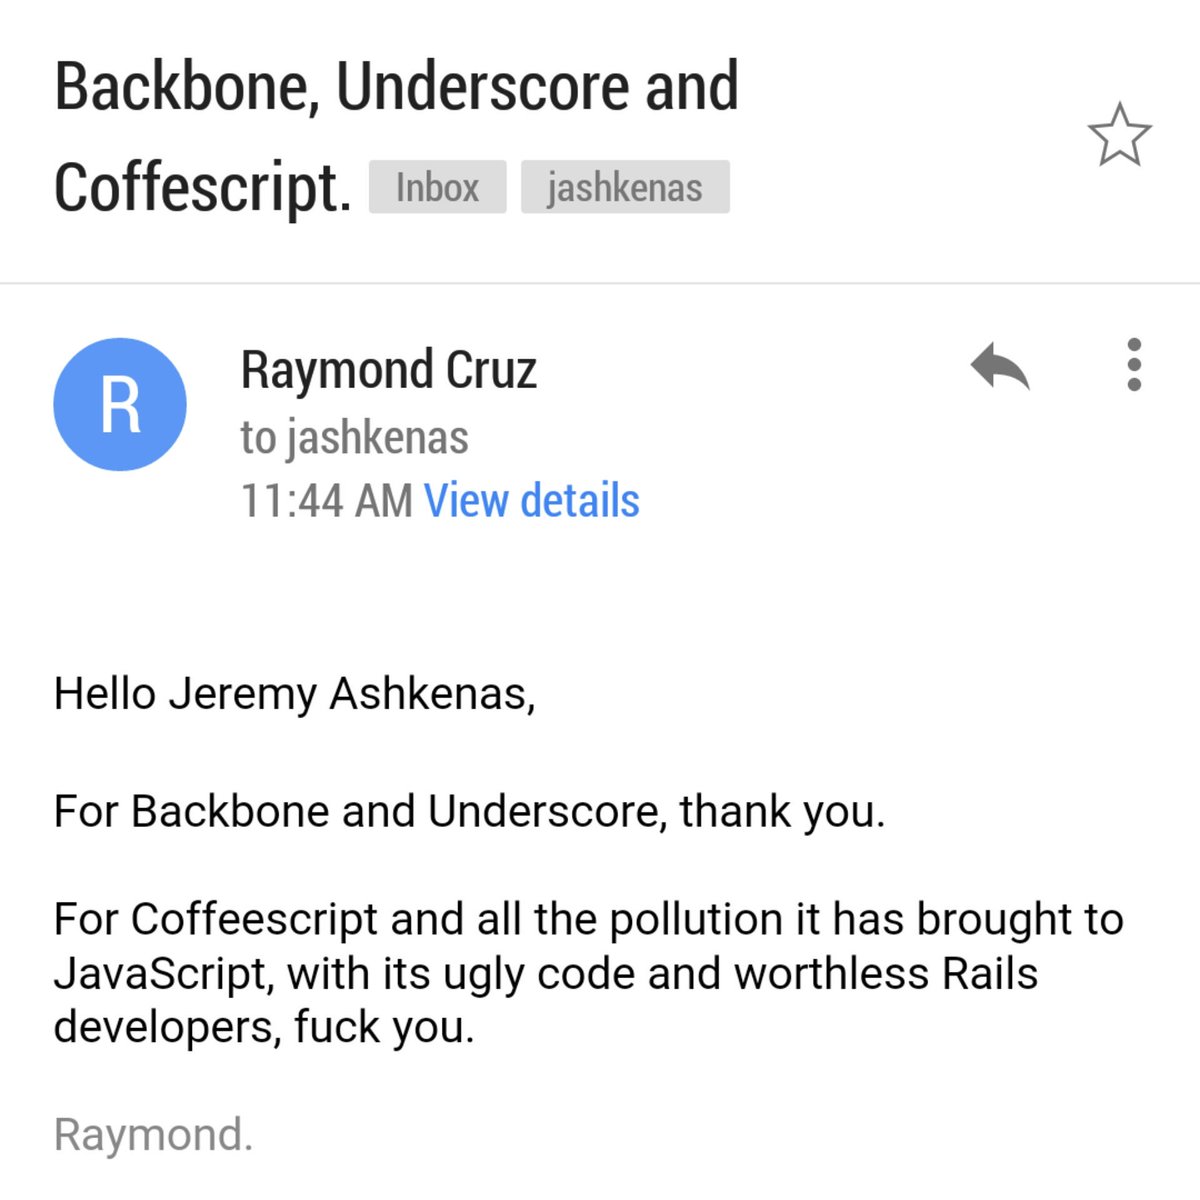 Backbone, Underscore and
Coffescript. Inbox jashkenas
R
Raymond Cruz
to jashkenas
11:44 AM View details
Hello Jeremy Ashkenas,
For Backbone and Underscore, thank you.
For Coffeescript and all the pollution it has brought to
JavaScript, with its ugly code and worthless Rails
developers, fuck you.
Raymond.